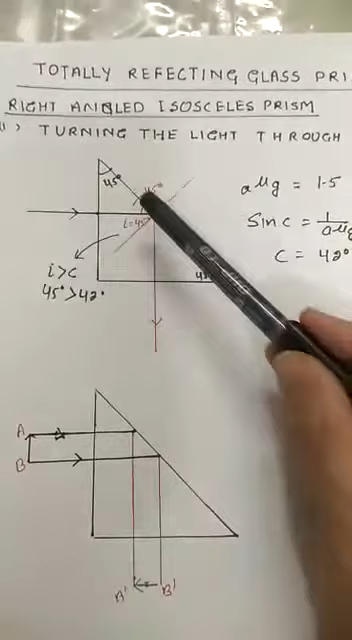 TOTALLY REFECTING GLASS PRI
RIGHT ANGLED ISOSCELES PRISM
TURNING THE LIGHT THROUGH
45°
aμg = 1.5
i=45°
Sin c = 1/aμg
i>c
c = 42°
45° > 42°
A
B
B' B'